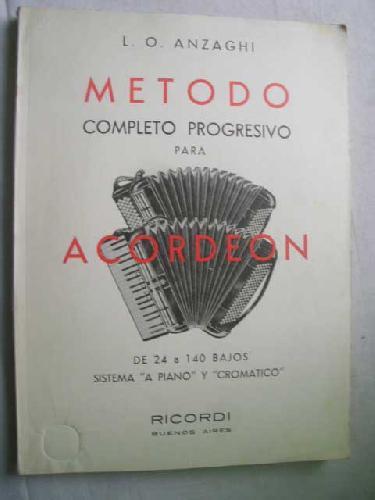 L. O. ANZAGHI
METODO
COMPLETO PROGRESIVO
PARA
ACORDEON
DE 24 a 140 BAJOS
SISTEMA "A PIANO" Y "CROMATICO"
RICORDI
BUENOS AIRES